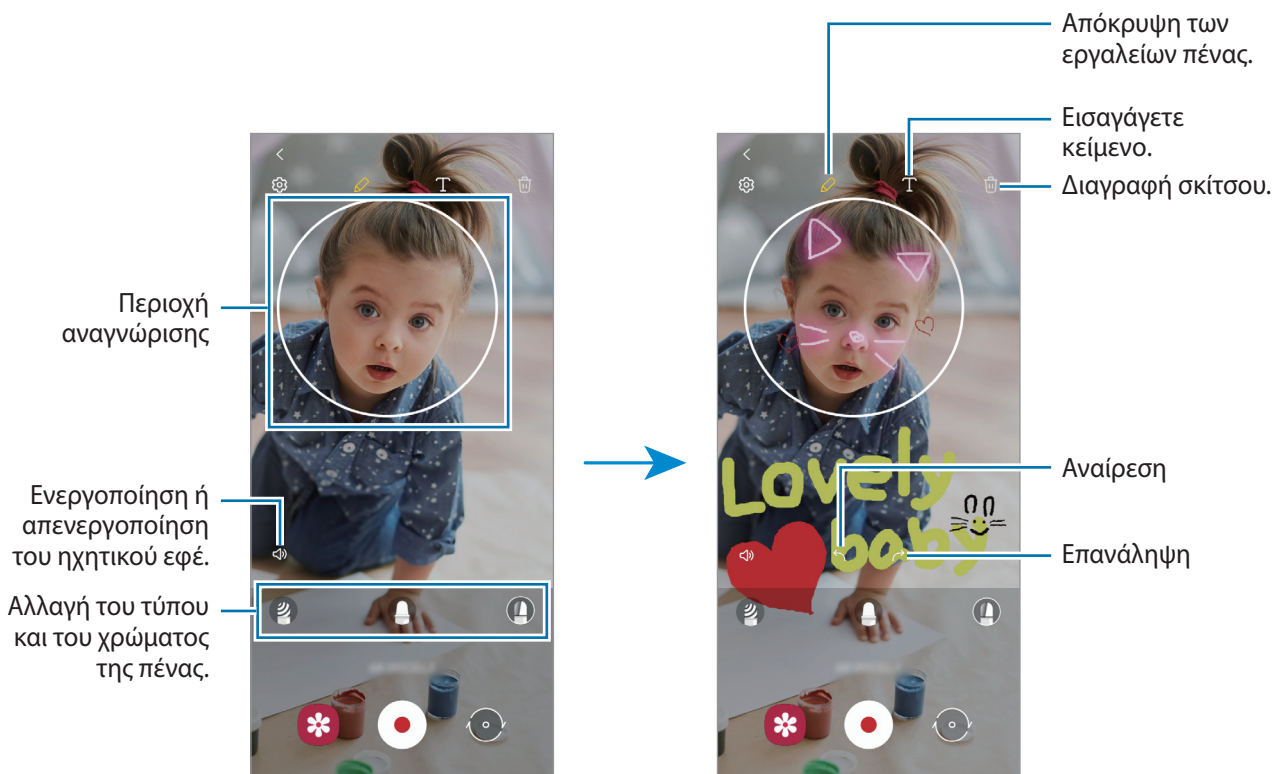 Απόκρυψη των
εργαλείων πένας.
Εισαγάγετε
κείμενο.
Διαγραφή σκίτσου.
Περιοχή
αναγνώρισης
Ενεργοποίηση ή
απενεργοποίηση
του ηχητικού εφέ.
Αλλαγή του τύπου
και του χρώματος
της πένας.
T
T
Lovely
baby
Αναίρεση
Επανάληψη